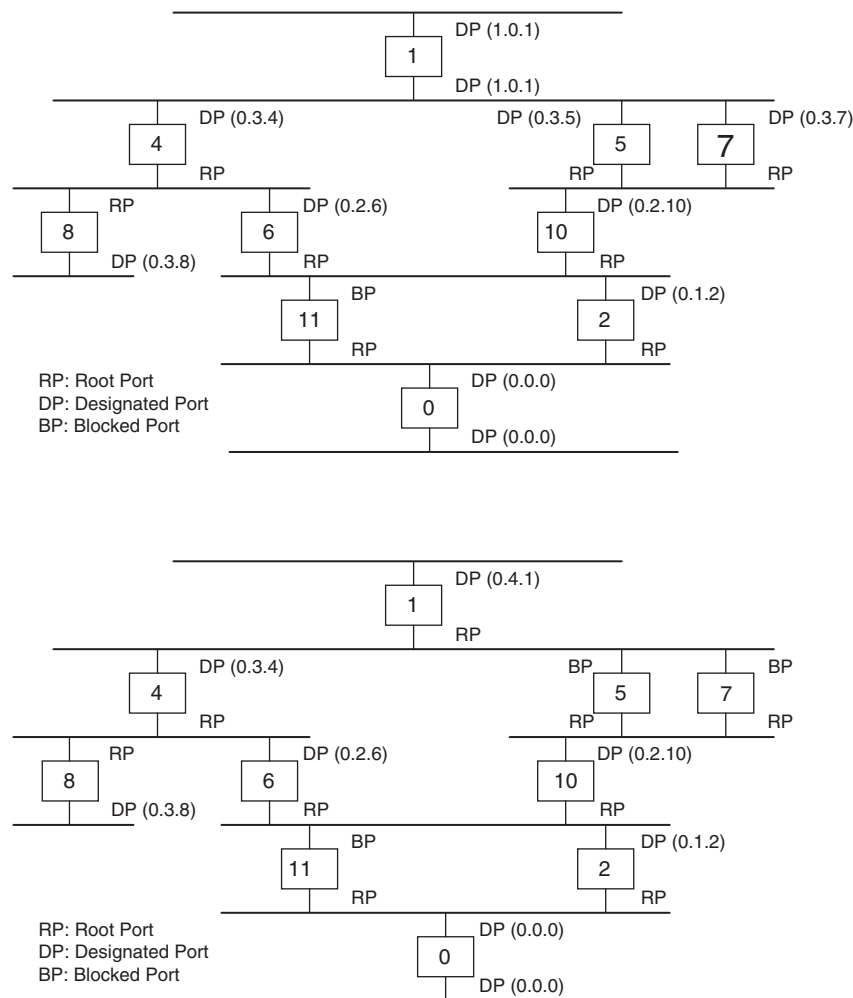 DP (1.0.1)
1
DP (1.0.1)
DP (0.3.4) DP (0.3.5) DP (0.3.7)
4 5 7
RP RP RP
RP DP (0.2.6) DP (0.2.10)
8 6 10
DP (0.3.8) RP RP
BP DP (0.1.2)
11 2
RP RP
RP: Root Port DP (0.0.0)
DP: Designated Port 0
BP: Blocked Port
DP (0.0.0)
DP (0.4.1)
1
RP
DP (0.3.4) BP BP
4 5 7
RP RP RP
RP DP (0.2.6) DP (0.2.10)
8 6 10
DP (0.3.8) RP RP
BP DP (0.1.2)
11 2
RP RP
RP: Root Port DP (0.0.0)
DP: Designated Port 0
BP: Blocked Port
DP (0.0.0)